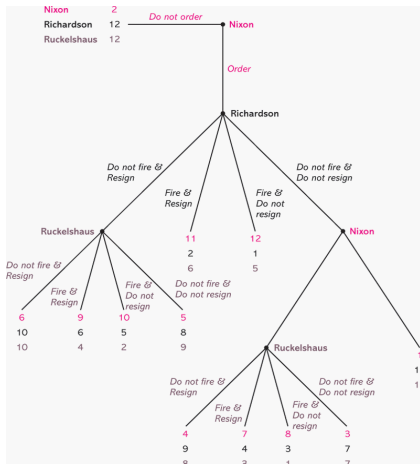 Nixon 2
Richardson 12
Ruckelshaus 12
Do not order
Nixon
Order
Richardson
Do not fire &
Resign
Fire &
Resign
Fire &
Do not
resign
Do not fire &
Do not resign
Ruckelshaus
11
2
6
12
1
5
Nixon
Do not fire &
Resign
Fire &
Resign
Fire &
Do not
resign
Do not fire &
Do not resign
6
10
10
9
6
4
10
5
2
5
8
9
Ruckelshaus
Do not fire &
Resign
Fire &
Resign
Fire &
Do not
resign
Do not fire &
Do not resign
4
9
8
7
4
3
8
3
1
3
7
7